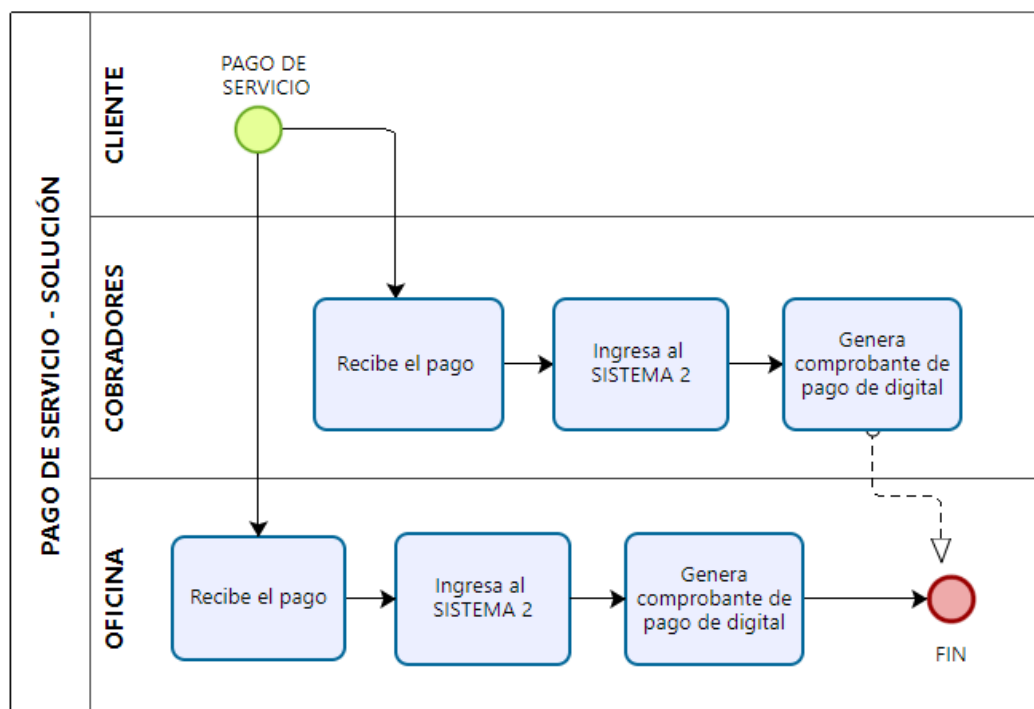 PAGO DE SERVICIO - SOLUCIÓN
CLIENTE
PAGO DE
SERVICIO
COBRADORES
Recibe el pago
Ingresa al
SISTEMA 2
Genera
comprobante de
pago de digital
OFICINA
Recibe el pago
Ingresa al
SISTEMA 2
Genera
comprobante de
pago de digital
FIN